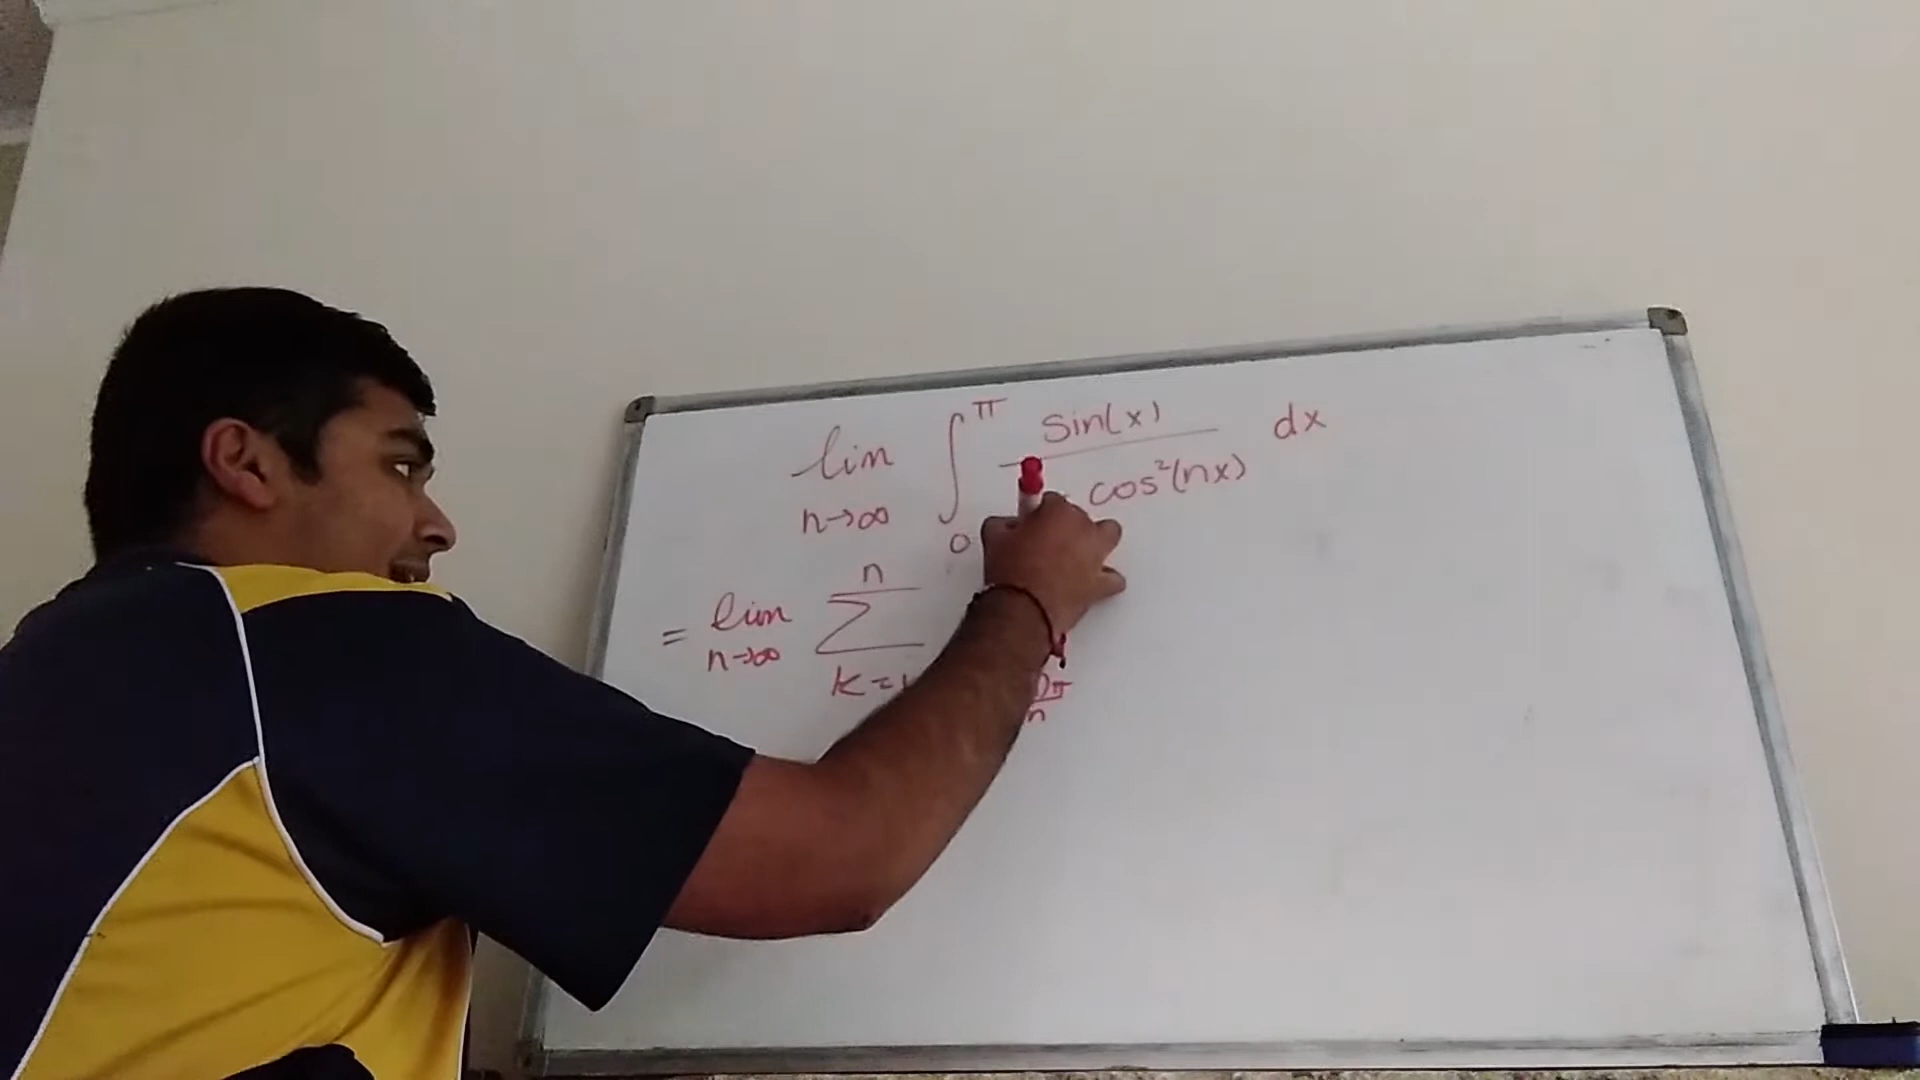 lim ∫ π sin(x) dx
n→∞ 0 cos²(nx)
= lim n Σ
n→∞ k=1 )π n